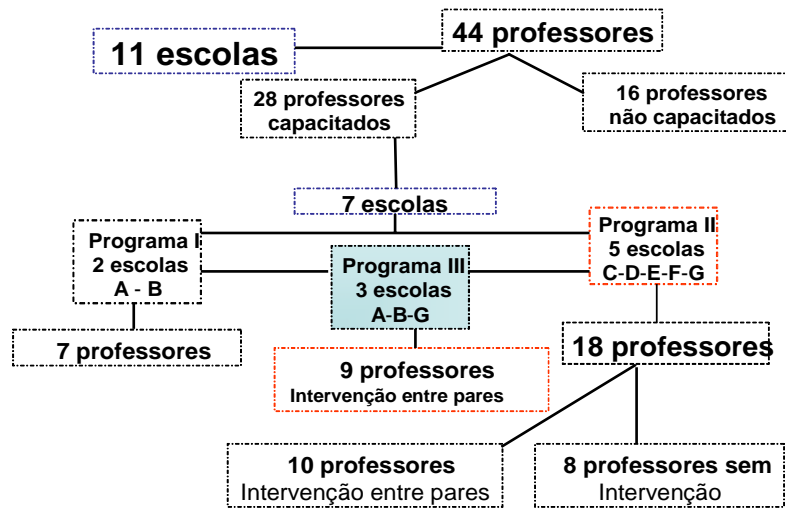 44 professores
11 escolas
28 professores
capacitados
16 professores
não capacitados
7 escolas
Programa I
2 escolas
A - B
Programa III
3 escolas
A-B-G
Programa II
5 escolas
C-D-E-F-G
7 professores
9 professores
Intervenção entre pares
18 professores
10 professores
Intervenção entre pares
8 professores sem
Intervenção